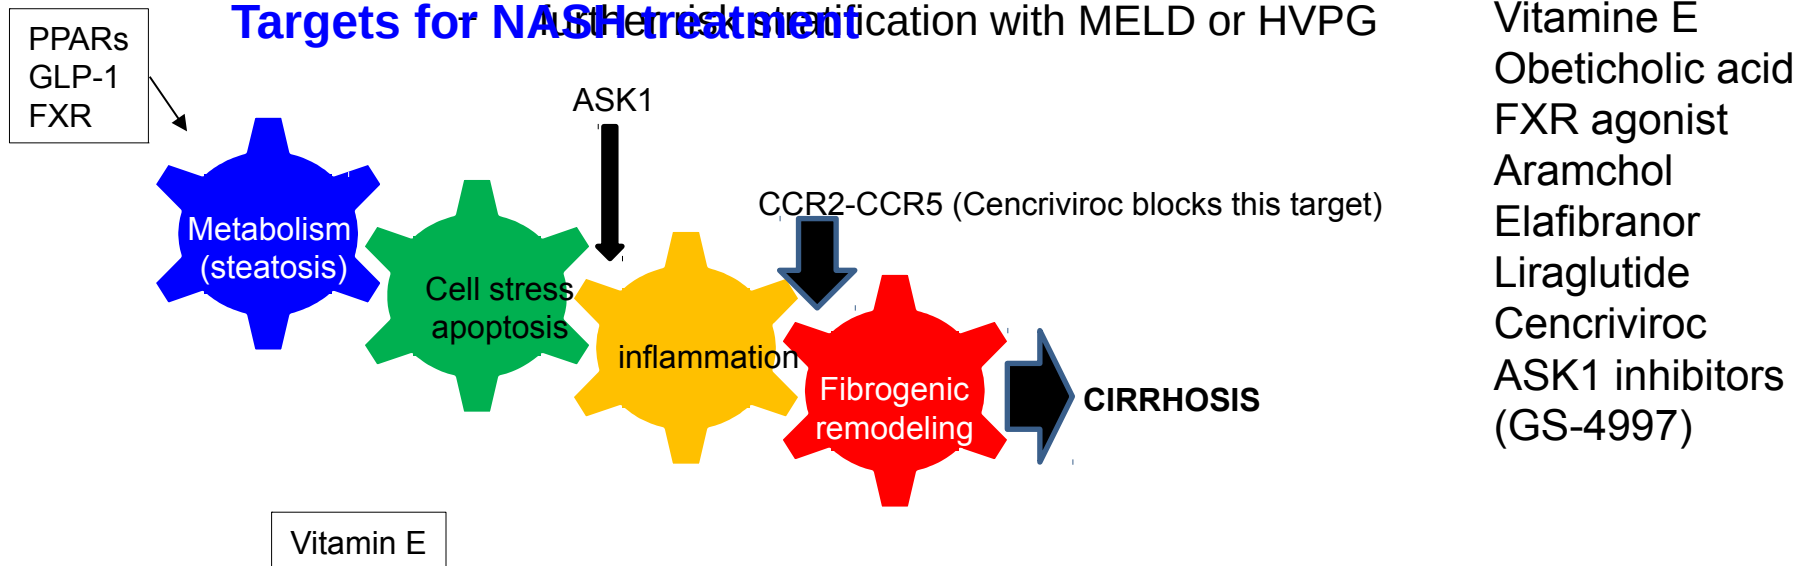 Targets for NASH treatment
– further risk stratification with MELD or HVPG
PPARs
GLP-1
FXR
ASK1
CCR2-CCR5 (Cencriviroc blocks this target)
Metabolism
(steatosis)
Cell stress
apoptosis
inflammation
Fibrogenic
remodeling
CIRRHOSIS
Vitamin E
Vitamine E
Obeticholic acid
FXR agonist
Aramchol
Elafibranor
Liraglutide
Cencriviroc
ASK1 inhibitors
(GS-4997)